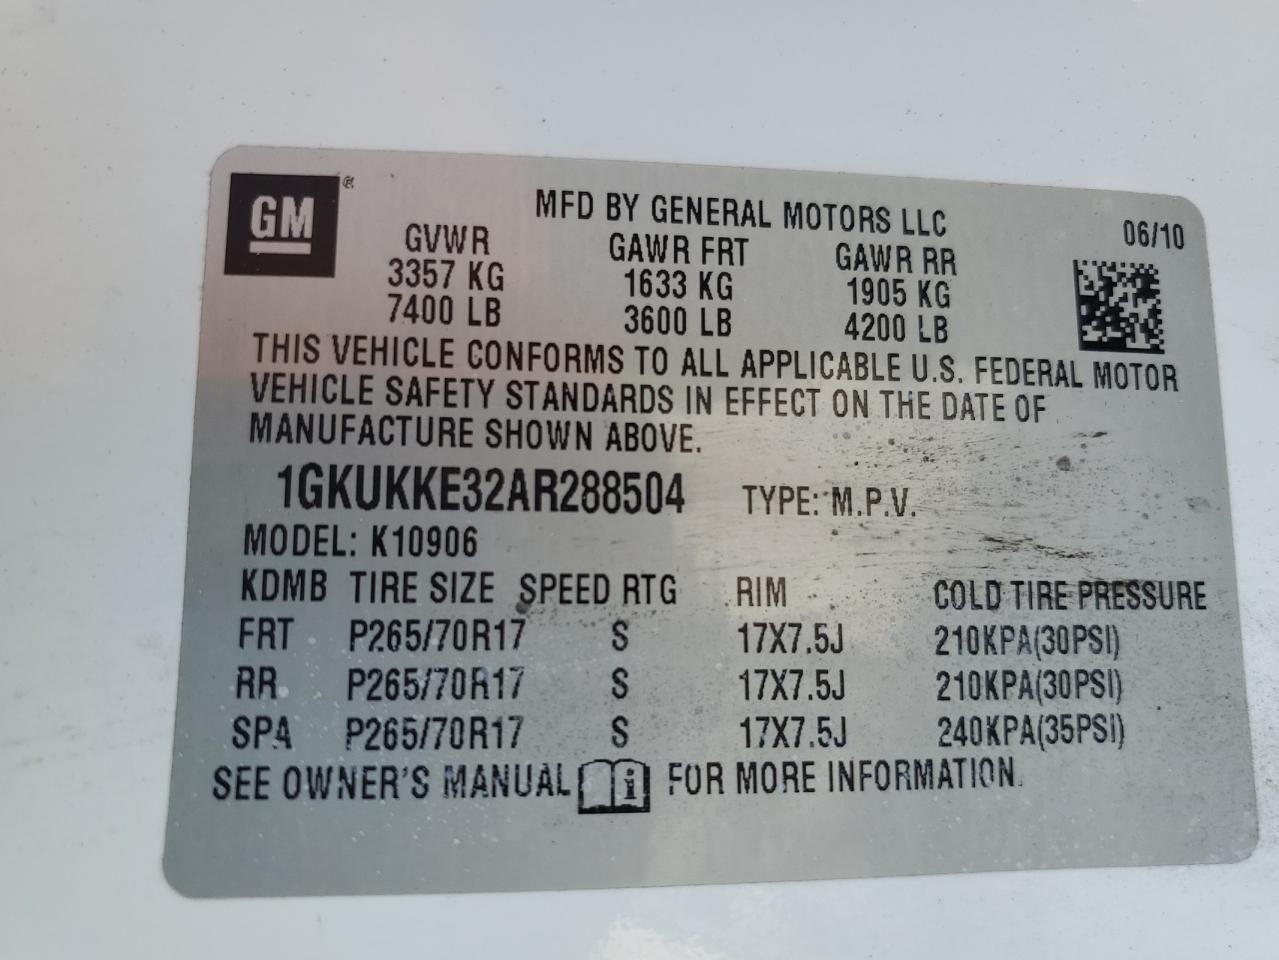 GM®
MFD BY GENERAL MOTORS LLC 06/10
GVWR GAWR FRT GAWR RR
3357 KG 1633 KG 1905 KG
7400 LB 3600 LB 4200 LB
THIS VEHICLE CONFORMS TO ALL APPLICABLE U.S. FEDERAL MOTOR
VEHICLE SAFETY STANDARDS IN EFFECT ON THE DATE OF
MANUFACTURE SHOWN ABOVE.
1GKUKKE32AR288504 TYPE: M.P.V.
MODEL: K10906
KDMB TIRE SIZE SPEED RTG RIM COLD TIRE PRESSURE
FRT P265/70R17 S 17X7.5J 210KPA(30PSI)
RR P265/70R17 S 17X7.5J 210KPA(30PSI)
SPA P265/70R17 S 17X7.5J 240KPA(35PSI)
SEE OWNER'S MANUAL i FOR MORE INFORMATION.